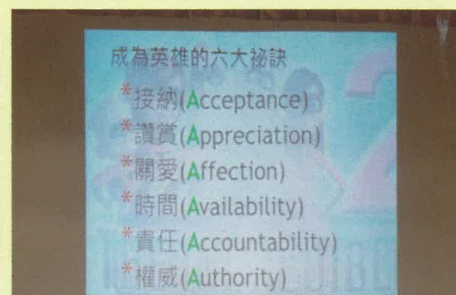 成為英雄的六大祕訣
*接納(Acceptance)
*讚賞(Appreciation)
*關愛(Affection)
*時間(Availability)
*責任(Accountability)
*權威(Authority)